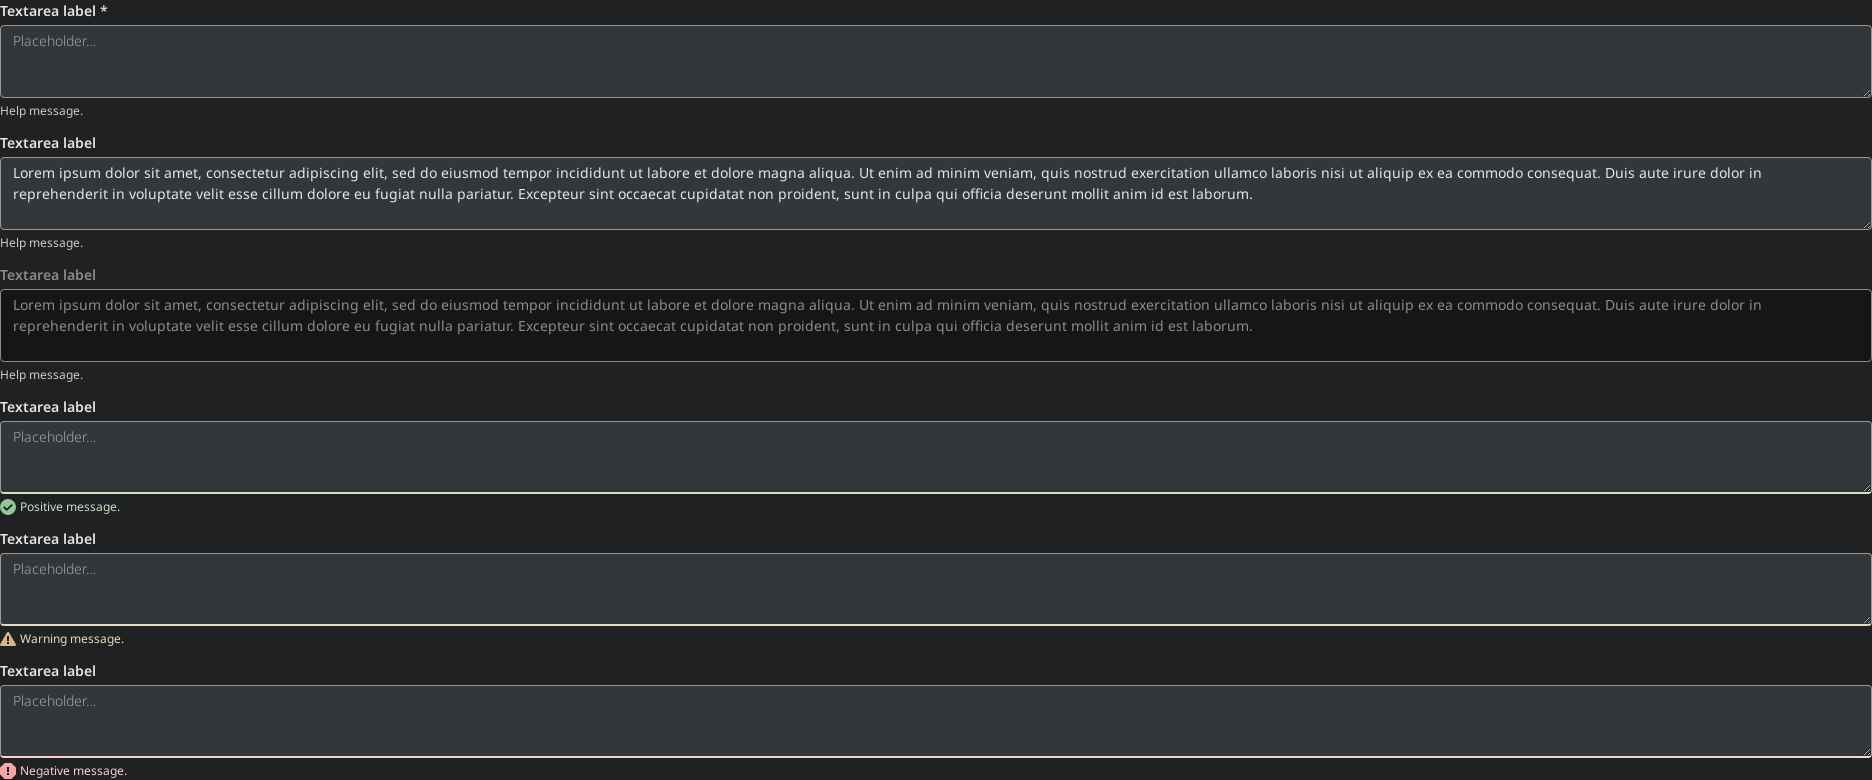 Textarea label *
Placeholder...
Help message.
Textarea label
Lorem ipsum dolor sit amet, consectetur adipiscing elit, sed do eiusmod tempor incididunt ut labore et dolore magna aliqua. Ut enim ad minim veniam, quis nostrud exercitation ullamco laboris nisi ut aliquip ex ea commodo consequat. Duis aute irure dolor in
reprehenderit in voluptate velit esse cillum dolore eu fugiat nulla pariatur. Excepteur sint occaecat cupidatat non proident, sunt in culpa qui officia deserunt mollit anim id est laborum.
Help message.
Textarea label
Lorem ipsum dolor sit amet, consectetur adipiscing elit, sed do eiusmod tempor incididunt ut labore et dolore magna aliqua. Ut enim ad minim veniam, quis nostrud exercitation ullamco laboris nisi ut aliquip ex ea commodo consequat. Duis aute irure dolor in
reprehenderit in voluptate velit esse cillum dolore eu fugiat nulla pariatur. Excepteur sint occaecat cupidatat non proident, sunt in culpa qui officia deserunt mollit anim id est laborum.
Help message.
Textarea label
Placeholder...
Positive message.
Textarea label
Placeholder...
Warning message.
Textarea label
Placeholder...
Negative message.